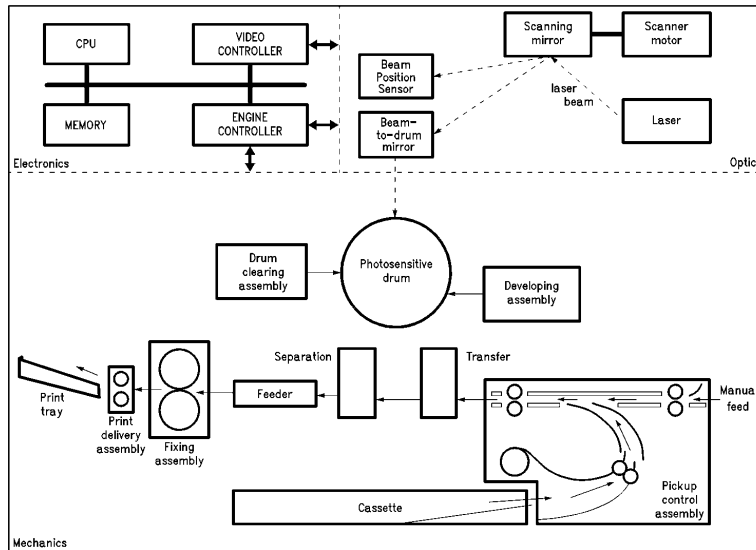 CPU
VIDEO
CONTROLLER
MEMORY
ENGINE
CONTROLLER
Electronics
Scanning
mirror
Scanner
motor
Beam
Position
Sensor
laser
beam
Laser
Beam-
to-drum
mirror
Optic
Drum
clearing
assembly
Photosensitive
drum
Developing
assembly
Separation
Transfer
Feeder
Print
tray
Print
delivery
assembly
Fixing
assembly
Manua
feed
Pickup
control
assembly
Cassette
Mechanics